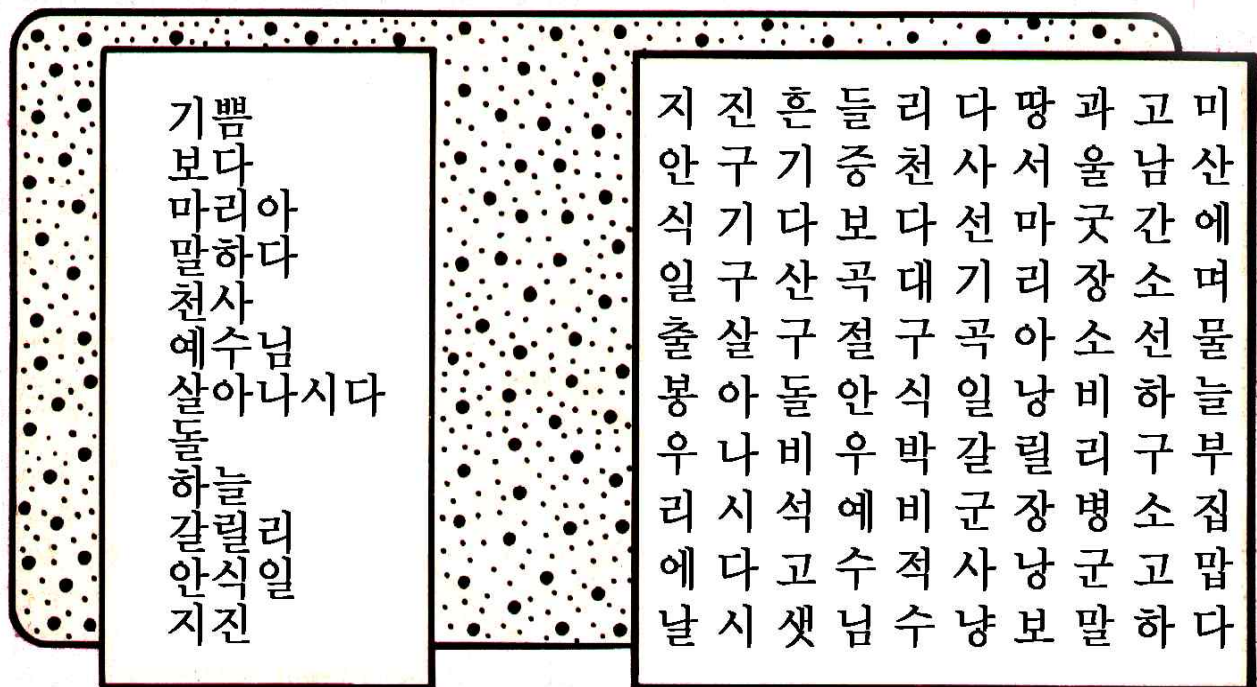 기쁨
보다
마리아
말하다
천사
예수님
살아나시다
돌
하늘
갈릴리
안식일
지진
지 진 흔 들 리 다 땅 과 고 미
안 구 기 증 천 사 서 울 남 산
식 기 다 보 다 선 마 굿 간 에
일 구 산 곡 대 기 리 장 소 며
출 살 구 절 구 곡 아 소 선 물
봉 아 돌 안 식 일 낭 비 하 늘
우 나 비 우 박 갈 릴 리 구 부
리 시 석 예 비 군 장 병 소 집
에 다 고 수 적 사 낭 군 고 맙
날 시 샛 님 수 냥 보 말 하 다